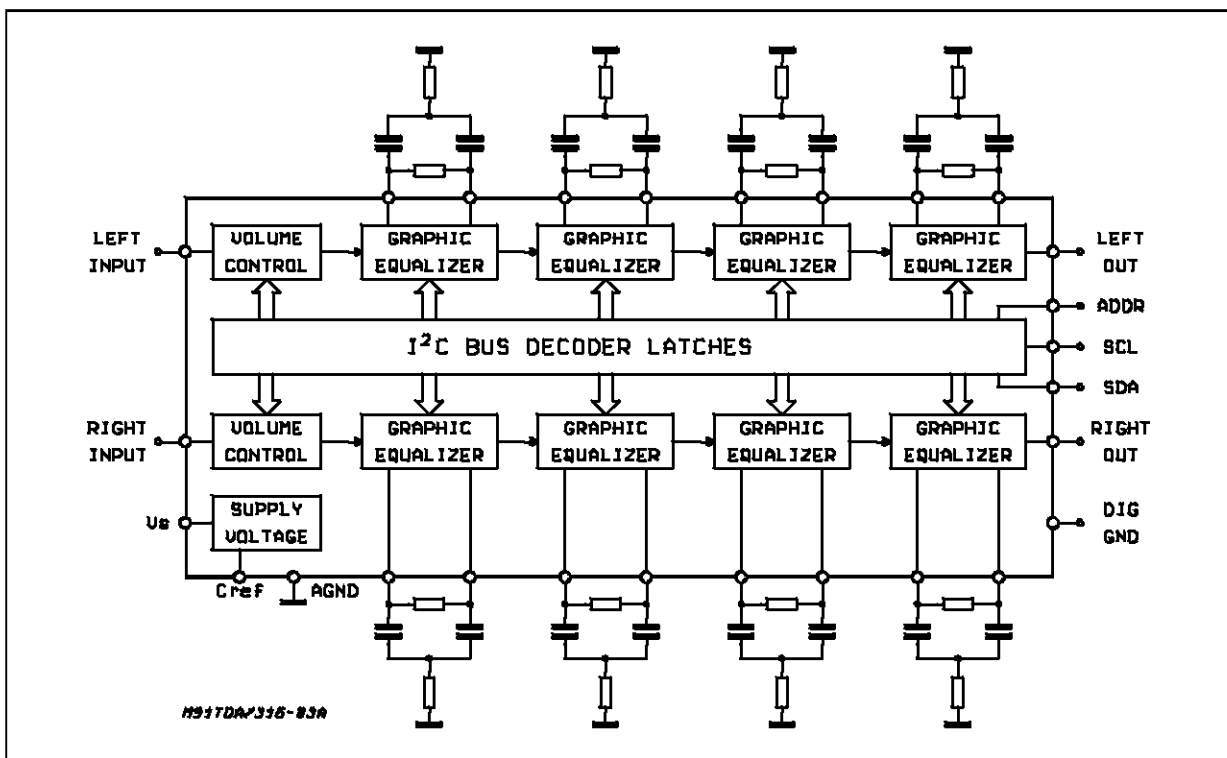 LEFT
INPUT
VOLUME
CONTROL
GRAPHIC
EQUALIZER
GRAPHIC
EQUALIZER
GRAPHIC
EQUALIZER
GRAPHIC
EQUALIZER
LEFT
OUT
ADDR
I²C BUS DECODER LATCHES
SCL
SDA
RIGHT
INPUT
VOLUME
CONTROL
GRAPHIC
EQUALIZER
GRAPHIC
EQUALIZER
GRAPHIC
EQUALIZER
GRAPHIC
EQUALIZER
RIGHT
OUT
Vs
SUPPLY
VOLTAGE
DIG
GND
Cref
AGND